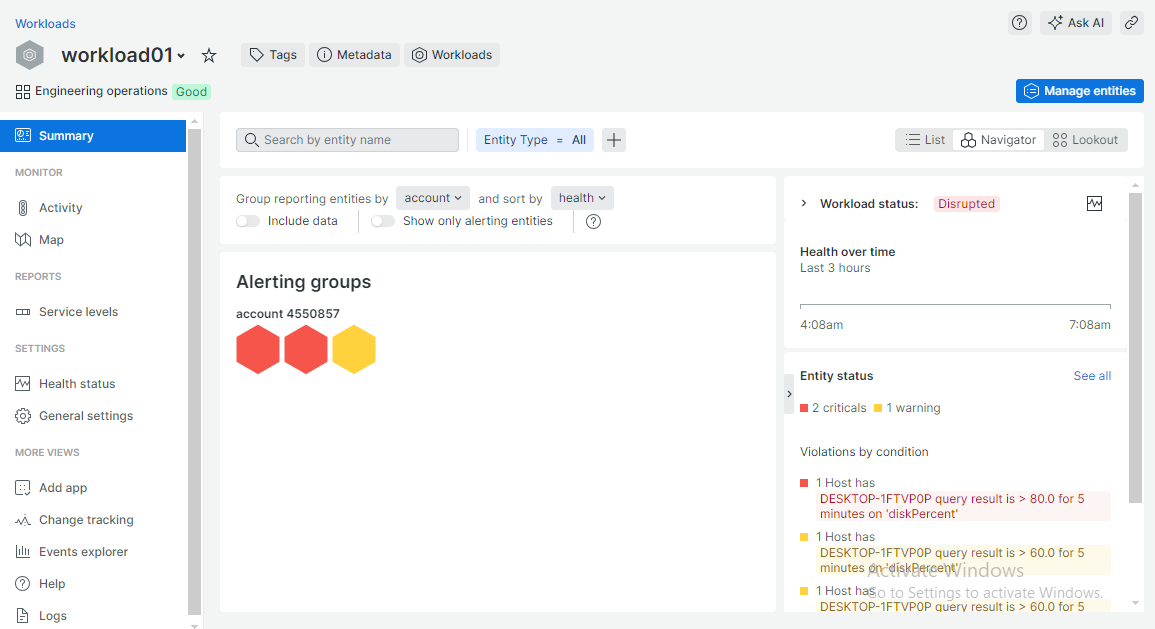 Workloads
Ask AI
workload01
Tags
Metadata
Workloads
Engineering operations
Good
Manage entities
Summary
MONITOR
Activity
Map
REPORTS
Service levels
SETTINGS
Health status
General settings
MORE VIEWS
Add app
Change tracking
Events explorer
Help
Logs
Search by entity name
Entity Type = All
List
Navigator
Lookout
Group reporting entities by account and sort by health
Include data
Show only alerting entities
Alerting groups
account 4550857
Workload status: Disrupted
Health over time
Last 3 hours
4:08am
7:08am
Entity status
See all
2 criticals
1 warning
Violations by condition
1 Host has
DESKTOP-1FTVP0P query result is > 80.0 for 5
minutes on 'diskPercent'
1 Host has
DESKTOP-1FTVP0P query result is > 60.0 for 5
minutes on 'diskPercent'
1 Host has
DESKTOP-1FTVP0P query result is > 60.0 for 5
Activate Windows
Go to Settings to activate Windows.